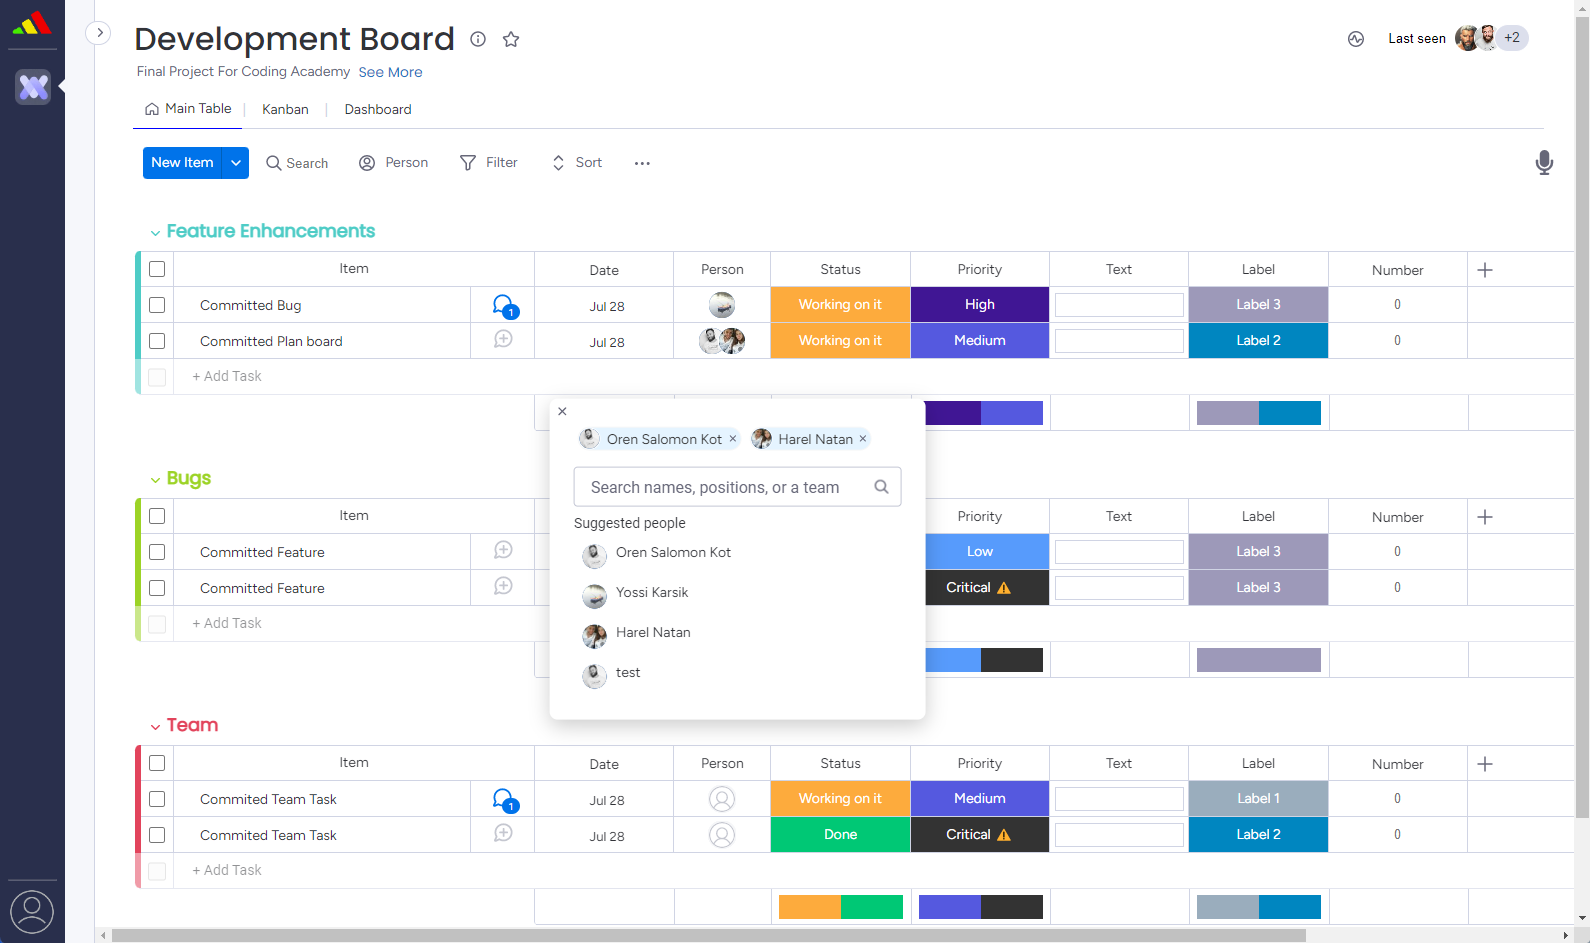 Development Board
Last seen +2
Final Project For Coding Academy See More
Main Table Kanban Dashboard
New Item Search Person Filter Sort
Feature Enhancements
Item Date Person Status Priority Text Label Number
Committed Bug 1 Jul 28 Working on it High Label 3 0
Committed Plan board Jul 28 Working on it Medium Label 2 0
+ Add Task
Oren Salomon Kot × Harel Natan ×
Search names, positions, or a team
Suggested people
Oren Salomon Kot
Yossi Karsik
Harel Natan
test
Bugs
Item Priority Text Label Number
Committed Feature Low Label 3 0
Committed Feature Critical Label 3 0
+ Add Task
Team
Item Date Person Status Priority Text Label Number
Commited Team Task 1 Jul 28 Working on it Medium Label 1 0
Commited Team Task Jul 28 Done Critical Label 2 0
+ Add Task